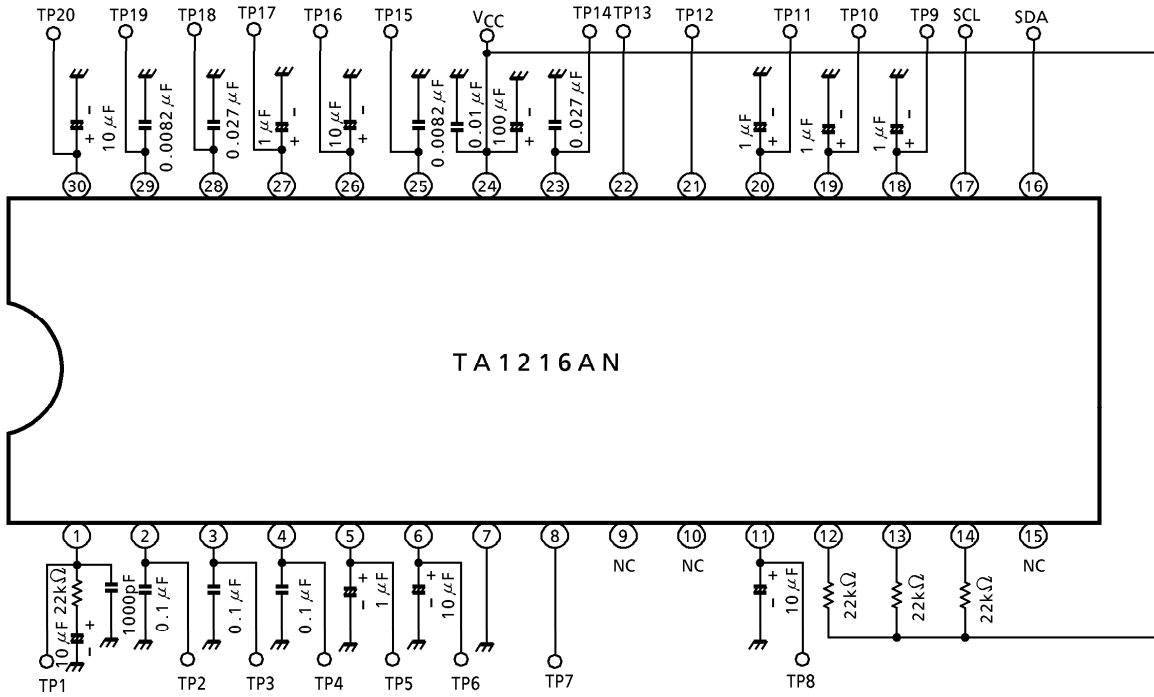 TP20 TP19 TP18 TP17 TP16 TP15 VCC TP14 TP13 TP12 TP11 TP10 TP9 SCL SDA
- + 10 μF 0.0082 μF 0.027 μF 1 μF - + 10 μF - + 0.0082 μF 0.01 μF 100 μF - + 0.027 μF 1 μF - + 1 μF - + 1 μF - +
30 29 28 27 26 25 24 23 22 21 20 19 18 17 16
TA1216AN
1 2 3 4 5 6 7 8 9 10 11 12 13 14 15
NC NC NC
10 μF 22kΩ + - 1000pF 0.1 μF 0.1 μF 0.1 μF + - 1 μF + - 10 μF + - 10 μF 22kΩ 22kΩ 22kΩ
TP1 TP2 TP3 TP4 TP5 TP6 TP7 TP8